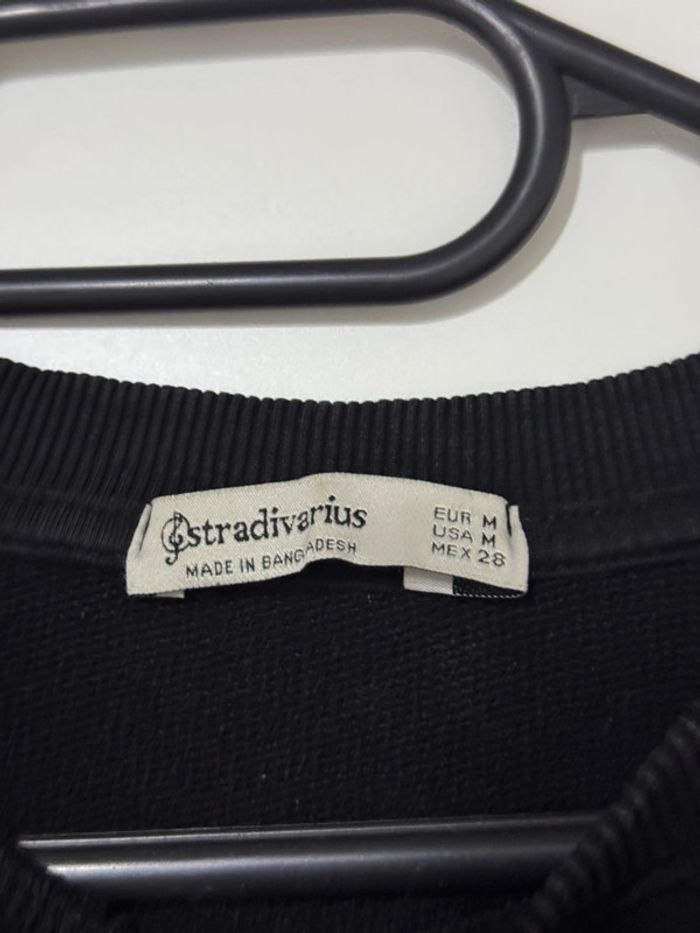 stradivarius
MADE IN BANGLADESH
EUR M
USA M
MEX 28